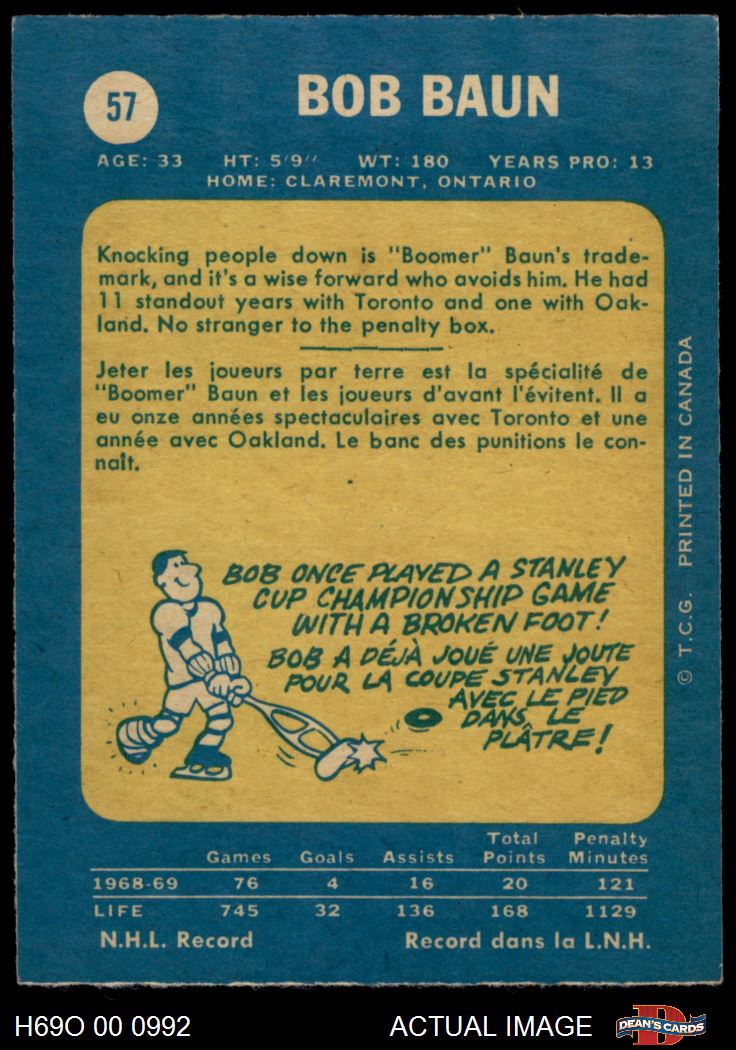 57
BOB BAUN
AGE: 33 HT: 5'9'' WT: 180 YEARS PRO: 13
HOME: CLAREMONT, ONTARIO
Knocking people down is "Boomer" Baun's trade-
mark, and it's a wise forward who avoids him. He had
11 standout years with Toronto and one with Oak-
land. No stranger to the penalty box.
Jeter les joueurs par terre est la spécialité de
"Boomer" Baun et les joueurs d'avant l'évitent. Il a
eu onze années spectaculaires avec Toronto et une
année avec Oakland. Le banc des punitions le con-
naît.
BOB ONCE PLAYED A STANLEY
CUP CHAMPIONSHIP GAME
WITH A BROKEN FOOT!
BOB A DÉJÀ JOUÉ UNE JOUTE
POUR LA COUPE STANLEY
AVEC LE PIED
DANS LE
PLÂTRE!
© T.C.G. PRINTED IN CANADA
Games Goals Assists Total Points Penalty Minutes
1968-69 76 4 16 20 121
LIFE 745 32 136 168 1129
N.H.L. Record Record dans la L.N.H.
H69O 00 0992 ACTUAL IMAGE D DEAN'S CARDS